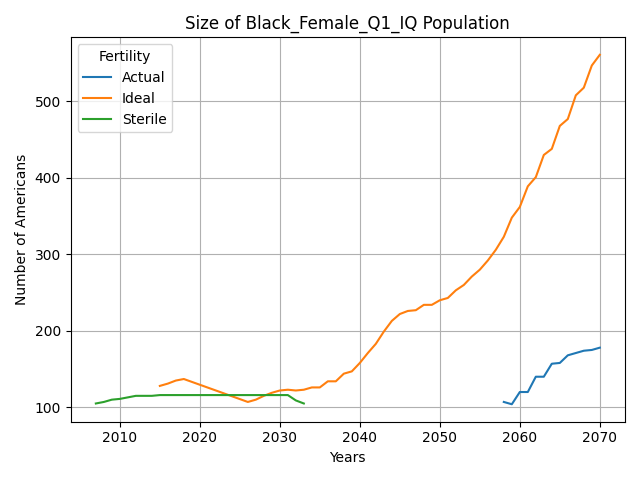 Size of Black_Female_Q1_IQ Population
Fertility
Actual
Ideal
Sterile
Number of Americans
500
400
300
200
100
2010 2020 2030 2040 2050 2060 2070
Years